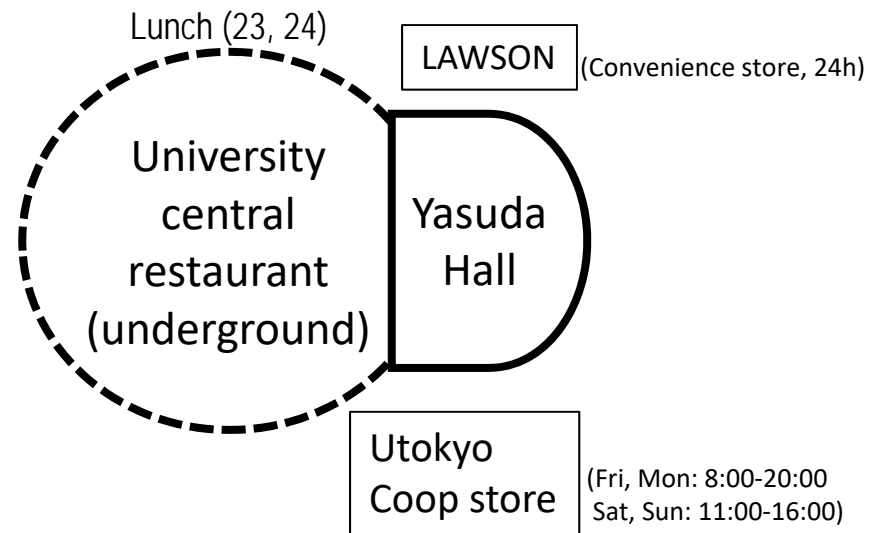 Lunch (23, 24)
LAWSON
(Convenience store, 24h)
University
central
restaurant
(underground)
Yasuda
Hall
Utokyo
Coop store
(Fri, Mon: 8:00-20:00
Sat, Sun: 11:00-16:00)